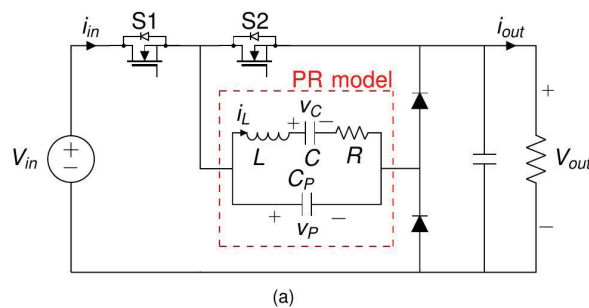 i_in S1 S2 i_out
PR model
i_L + v_C − +
V_in + − L C R V_out
C_P
+ v_P − −
(a)